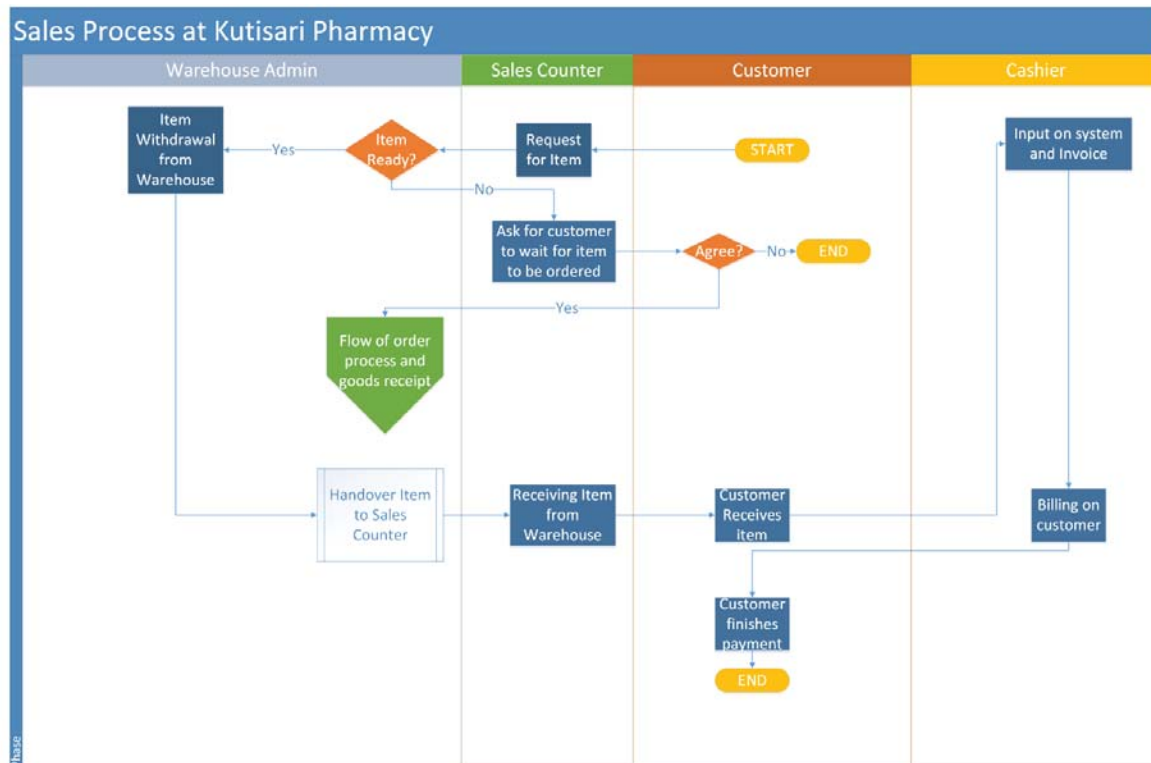 Sales Process at Kutisari Pharmacy
Warehouse Admin
Sales Counter
Customer
Cashier
Item
Withdrawal
from
Warehouse
Yes
Item
Ready?
Request
for Item
START
Input on system
and Invoice
No
Ask for customer
to wait for item
to be ordered
Agree?
No
END
Yes
Flow of order
process and
goods receipt
Handover Item
to Sales
Counter
Receiving Item
from
Warehouse
Customer
Receives
item
Billing on
customer
Customer
finishes
payment
END
hase